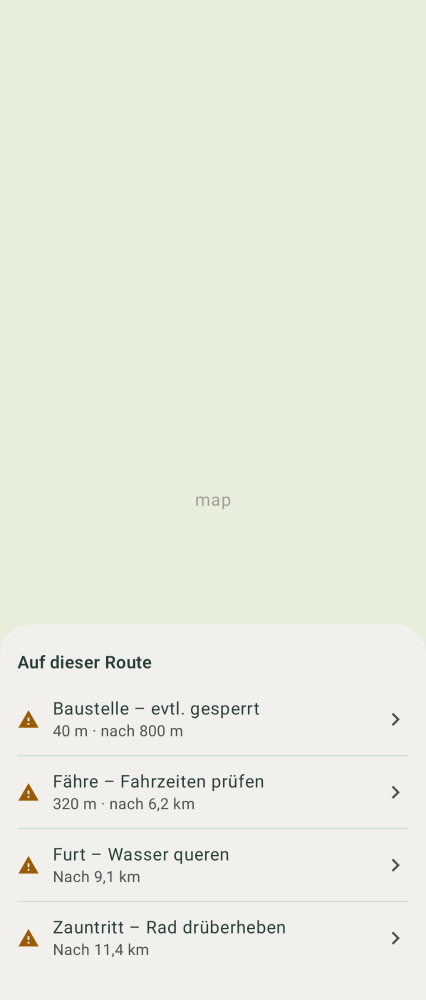 map
Auf dieser Route
Baustelle – evtl. gesperrt
40 m · nach 800 m
Fähre – Fahrzeiten prüfen
320 m · nach 6,2 km
Furt – Wasser queren
Nach 9,1 km
Zauntritt – Rad drüberheben
Nach 11,4 km